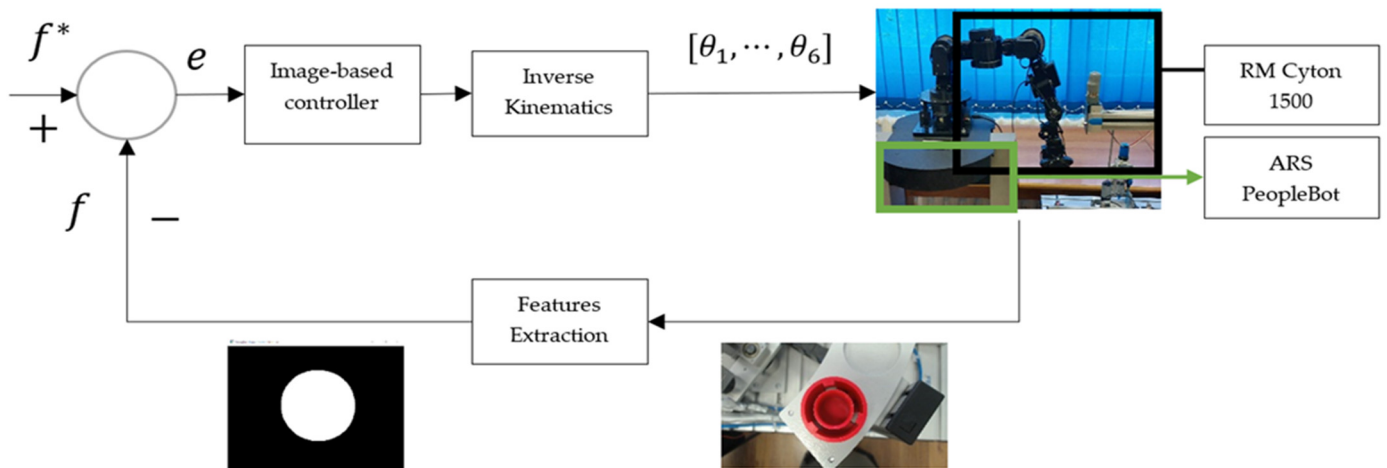 f*
+
e
Image-based
controller
Inverse
Kinematics
[θ₁, ⋯ , θ₆]
RM Cyton
1500
ARS
PeopleBot
f
−
Features
Extraction